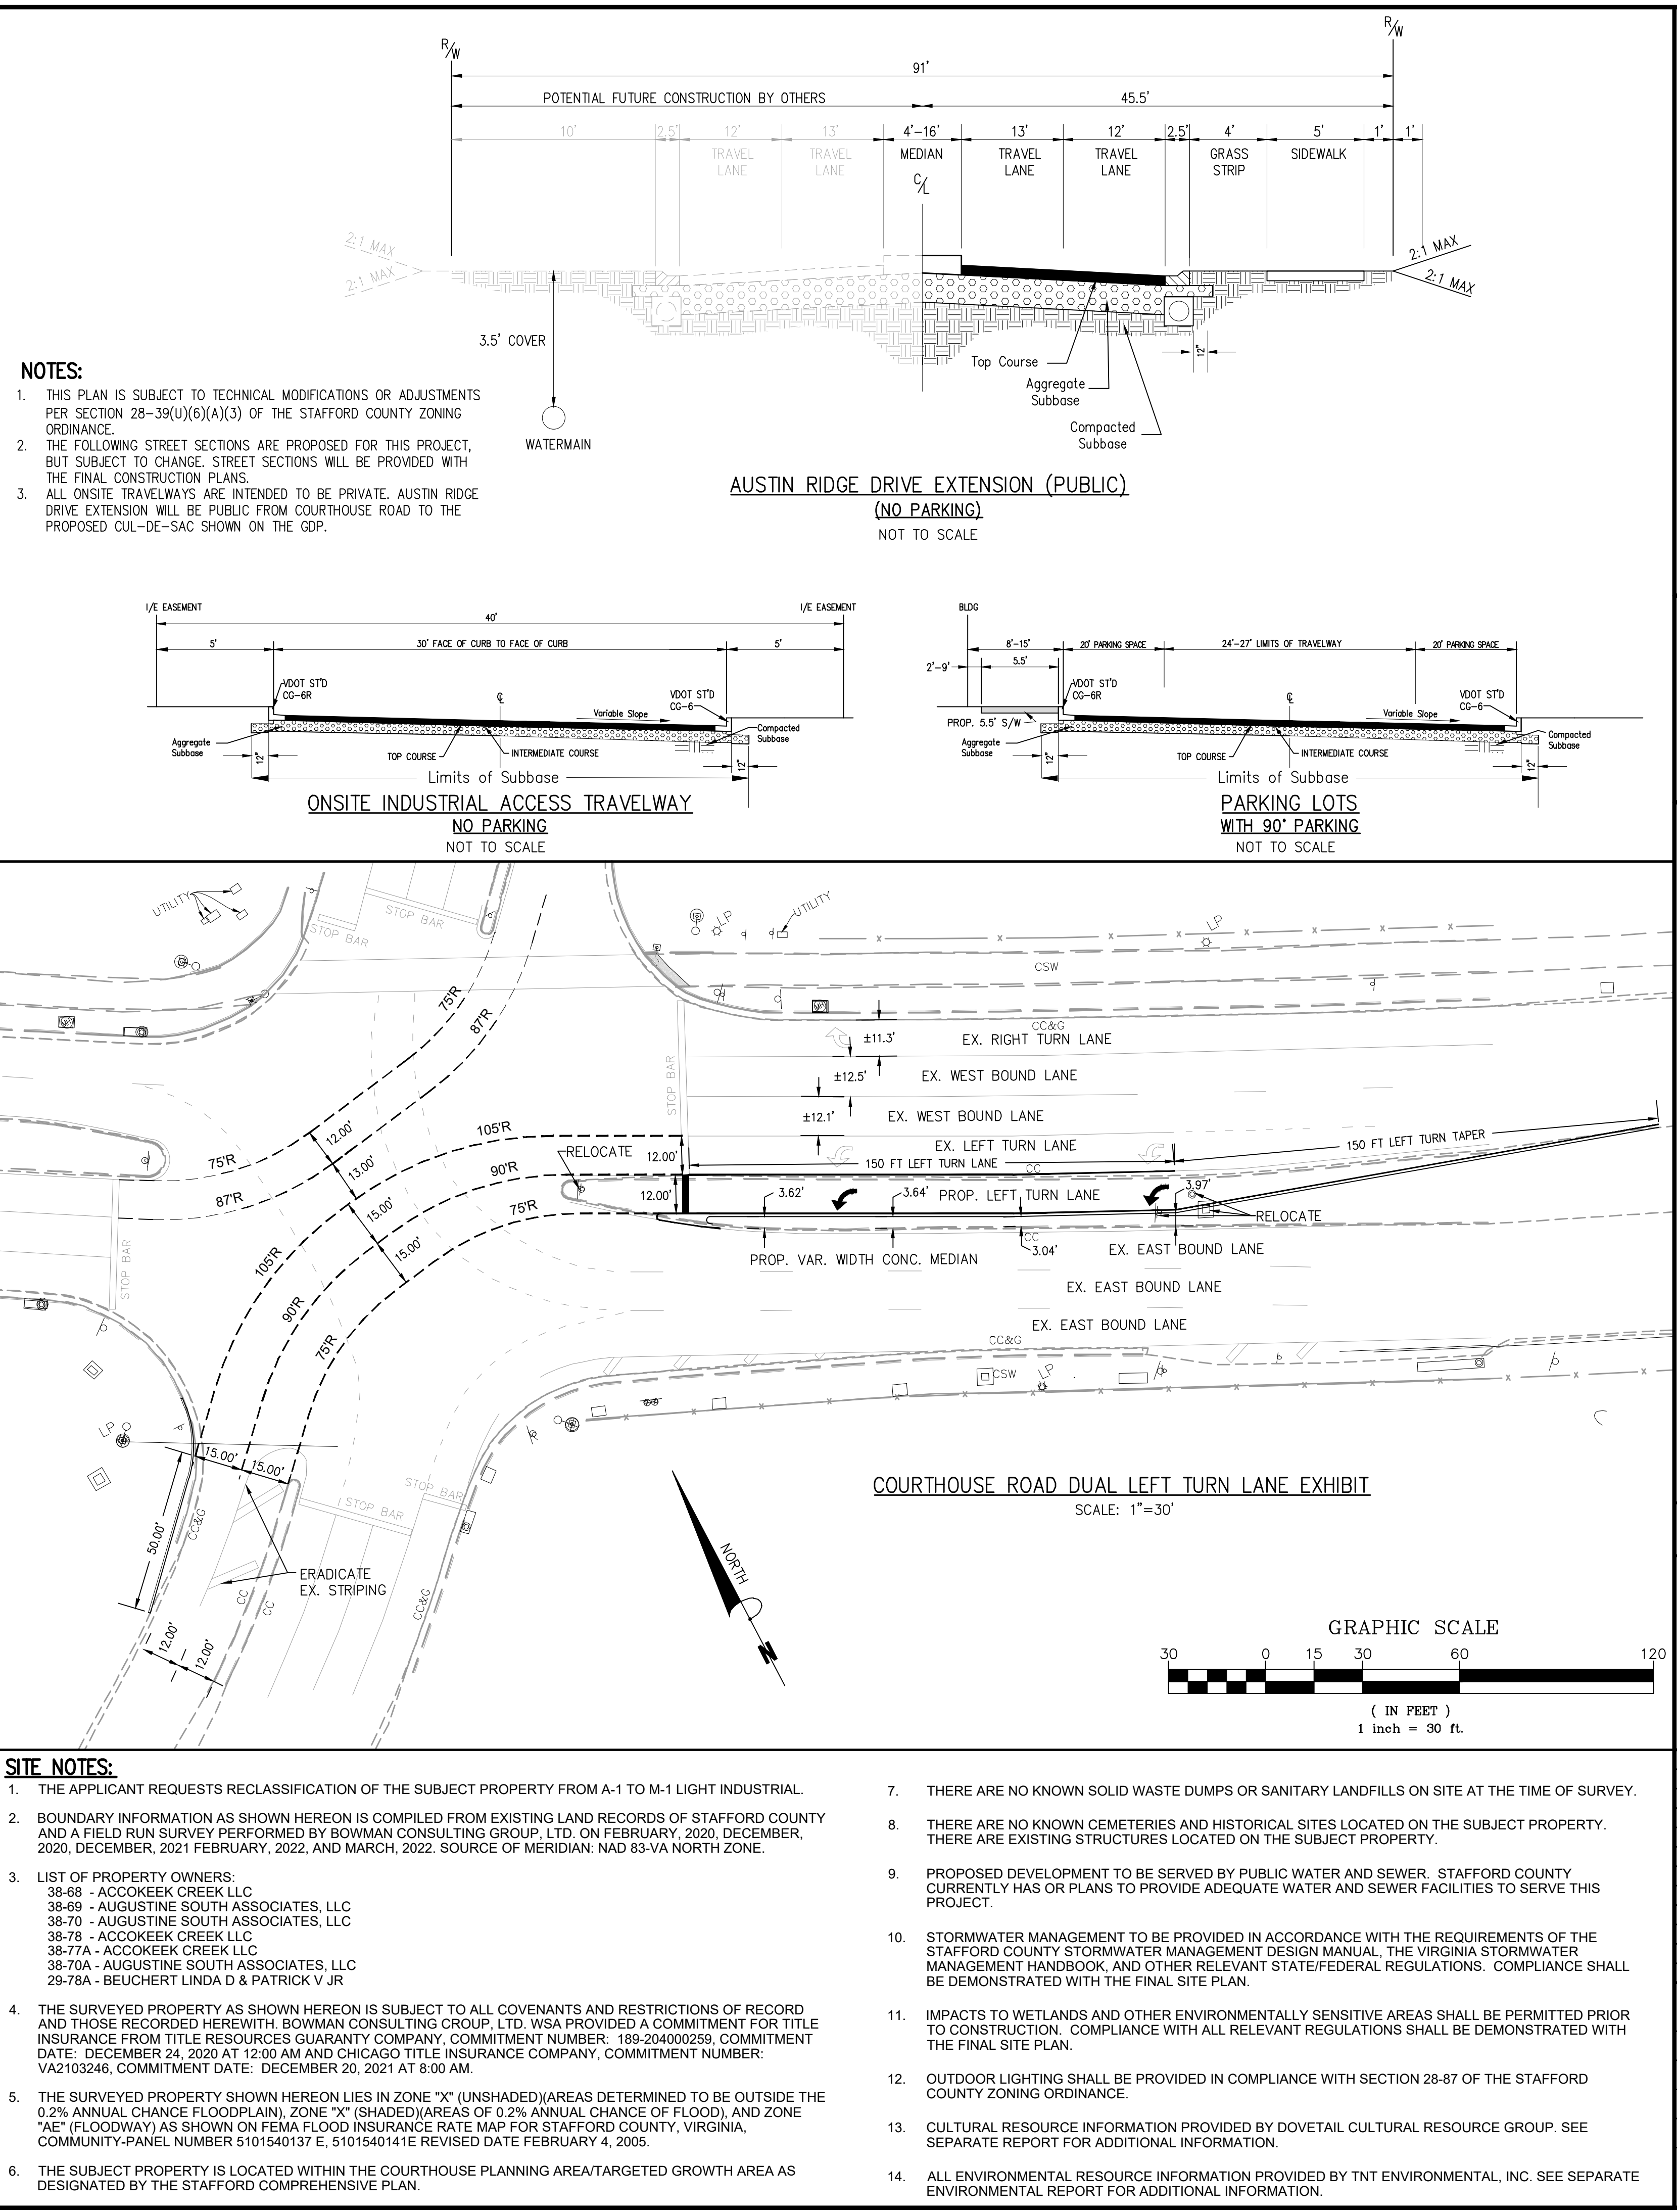 R/W
R/W
91'
POTENTIAL FUTURE CONSTRUCTION BY OTHERS
45.5'
10'
2.5'
12'
13'
4'-16'
13'
12'
2.5'
4'
5'
1'
1'
TRAVEL
LANE
TRAVEL
LANE
MEDIAN
TRAVEL
LANE
TRAVEL
LANE
GRASS
STRIP
SIDEWALK
C/L
2:1 MAX
2:1 MAX
2:1 MAX
2:1 MAX
3.5' COVER
WATERMAIN
12"
Top Course
Aggregate
Subbase
Compacted
Subbase
AUSTIN RIDGE DRIVE EXTENSION (PUBLIC)
(NO PARKING)
NOT TO SCALE
NOTES:
1. THIS PLAN IS SUBJECT TO TECHNICAL MODIFICATIONS OR ADJUSTMENTS
PER SECTION 28-39(U)(6)(A)(3) OF THE STAFFORD COUNTY ZONING
ORDINANCE.
2. THE FOLLOWING STREET SECTIONS ARE PROPOSED FOR THIS PROJECT,
BUT SUBJECT TO CHANGE. STREET SECTIONS WILL BE PROVIDED WITH
THE FINAL CONSTRUCTION PLANS.
3. ALL ONSITE TRAVELWAYS ARE INTENDED TO BE PRIVATE. AUSTIN RIDGE
DRIVE EXTENSION WILL BE PUBLIC FROM COURTHOUSE ROAD TO THE
PROPOSED CUL-DE-SAC SHOWN ON THE GDP.
I/E EASEMENT
I/E EASEMENT
40'
5'
30' FACE OF CURB TO FACE OF CURB
5'
VDOT ST'D
CG-6R
VDOT ST'D
CG-6
Variable Slope
Aggregate
Subbase
Compacted
Subbase
12"
TOP COURSE
INTERMEDIATE COURSE
12"
Limits of Subbase
ONSITE INDUSTRIAL ACCESS TRAVELWAY
NO PARKING
NOT TO SCALE
BLDG
8'-15'
20' PARKING SPACE
24'-27' LIMITS OF TRAVELWAY
20' PARKING SPACE
2'-9'
5.5'
VDOT ST'D
CG-6R
VDOT ST'D
CG-6
PROP. 5.5' S/W
Variable Slope
Aggregate
Subbase
Compacted
Subbase
12"
TOP COURSE
INTERMEDIATE COURSE
12"
Limits of Subbase
PARKING LOTS
WITH 90° PARKING
NOT TO SCALE
UTILITY
STOP BAR
STOP BAR
LP
UTILITY
LP
CSW
75'R
87'R
CC&G
±11.3'
EX. RIGHT TURN LANE
±12.5'
EX. WEST BOUND LANE
STOP BAR
±12.1'
EX. WEST BOUND LANE
EX. LEFT TURN LANE
12.00'
13.00'
105'R
RELOCATE
12.00'
150 FT LEFT TURN LANE
CC
150 FT LEFT TURN TAPER
75'R
90'R
87'R
12.00'
3.62'
3.64'
PROP. LEFT TURN LANE
3.97'
75'R
15.00'
RELOCATE
15.00'
CC
3.04'
PROP. VAR. WIDTH CONC. MEDIAN
EX. EAST BOUND LANE
STOP BAR
105'R
EX. EAST BOUND LANE
90'R
EX. EAST BOUND LANE
75'R
CC&G
CSW
LP
LP
15.00'
15.00'
STOP BAR
STOP BAR
CC&G
50.00'
ERADICATE
EX. STRIPING
CC
CC
CC&G
12.00'
12.00'
NORTH
N
COURTHOUSE ROAD DUAL LEFT TURN LANE EXHIBIT
SCALE: 1"=30'
GRAPHIC SCALE
30 0 15 30 60 120
( IN FEET )
1 inch = 30 ft.
SITE NOTES:
1. THE APPLICANT REQUESTS RECLASSIFICATION OF THE SUBJECT PROPERTY FROM A-1 TO M-1 LIGHT INDUSTRIAL.
2. BOUNDARY INFORMATION AS SHOWN HEREON IS COMPILED FROM EXISTING LAND RECORDS OF STAFFORD COUNTY
AND A FIELD RUN SURVEY PERFORMED BY BOWMAN CONSULTING GROUP, LTD. ON FEBRUARY, 2020, DECEMBER,
2020, DECEMBER, 2021 FEBRUARY, 2022, AND MARCH, 2022. SOURCE OF MERIDIAN: NAD 83-VA NORTH ZONE.
3. LIST OF PROPERTY OWNERS:
38-68 - ACCOKEEK CREEK LLC
38-69 - AUGUSTINE SOUTH ASSOCIATES, LLC
38-70 - AUGUSTINE SOUTH ASSOCIATES, LLC
38-78 - ACCOKEEK CREEK LLC
38-77A - ACCOKEEK CREEK LLC
38-70A - AUGUSTINE SOUTH ASSOCIATES, LLC
29-78A - BEUCHERT LINDA D & PATRICK V JR
4. THE SURVEYED PROPERTY AS SHOWN HEREON IS SUBJECT TO ALL COVENANTS AND RESTRICTIONS OF RECORD
AND THOSE RECORDED HEREWITH. BOWMAN CONSULTING CROUP, LTD. WSA PROVIDED A COMMITMENT FOR TITLE
INSURANCE FROM TITLE RESOURCES GUARANTY COMPANY, COMMITMENT NUMBER: 189-204000259, COMMITMENT
DATE: DECEMBER 24, 2020 AT 12:00 AM AND CHICAGO TITLE INSURANCE COMPANY, COMMITMENT NUMBER:
VA2103246, COMMITMENT DATE: DECEMBER 20, 2021 AT 8:00 AM.
5. THE SURVEYED PROPERTY SHOWN HEREON LIES IN ZONE "X" (UNSHADED)(AREAS DETERMINED TO BE OUTSIDE THE
0.2% ANNUAL CHANCE FLOODPLAIN), ZONE "X" (SHADED)(AREAS OF 0.2% ANNUAL CHANCE OF FLOOD), AND ZONE
"AE" (FLOODWAY) AS SHOWN ON FEMA FLOOD INSURANCE RATE MAP FOR STAFFORD COUNTY, VIRGINIA,
COMMUNITY-PANEL NUMBER 5101540137 E, 5101540141E REVISED DATE FEBRUARY 4, 2005.
6. THE SUBJECT PROPERTY IS LOCATED WITHIN THE COURTHOUSE PLANNING AREA/TARGETED GROWTH AREA AS
DESIGNATED BY THE STAFFORD COMPREHENSIVE PLAN.
7. THERE ARE NO KNOWN SOLID WASTE DUMPS OR SANITARY LANDFILLS ON SITE AT THE TIME OF SURVEY.
8. THERE ARE NO KNOWN CEMETERIES AND HISTORICAL SITES LOCATED ON THE SUBJECT PROPERTY.
THERE ARE EXISTING STRUCTURES LOCATED ON THE SUBJECT PROPERTY.
9. PROPOSED DEVELOPMENT TO BE SERVED BY PUBLIC WATER AND SEWER. STAFFORD COUNTY
CURRENTLY HAS OR PLANS TO PROVIDE ADEQUATE WATER AND SEWER FACILITIES TO SERVE THIS
PROJECT.
10. STORMWATER MANAGEMENT TO BE PROVIDED IN ACCORDANCE WITH THE REQUIREMENTS OF THE
STAFFORD COUNTY STORMWATER MANAGEMENT DESIGN MANUAL, THE VIRGINIA STORMWATER
MANAGEMENT HANDBOOK, AND OTHER RELEVANT STATE/FEDERAL REGULATIONS. COMPLIANCE SHALL
BE DEMONSTRATED WITH THE FINAL SITE PLAN.
11. IMPACTS TO WETLANDS AND OTHER ENVIRONMENTALLY SENSITIVE AREAS SHALL BE PERMITTED PRIOR
TO CONSTRUCTION. COMPLIANCE WITH ALL RELEVANT REGULATIONS SHALL BE DEMONSTRATED WITH
THE FINAL SITE PLAN.
12. OUTDOOR LIGHTING SHALL BE PROVIDED IN COMPLIANCE WITH SECTION 28-87 OF THE STAFFORD
COUNTY ZONING ORDINANCE.
13. CULTURAL RESOURCE INFORMATION PROVIDED BY DOVETAIL CULTURAL RESOURCE GROUP. SEE
SEPARATE REPORT FOR ADDITIONAL INFORMATION.
14. ALL ENVIRONMENTAL RESOURCE INFORMATION PROVIDED BY TNT ENVIRONMENTAL, INC. SEE SEPARATE
ENVIRONMENTAL REPORT FOR ADDITIONAL INFORMATION.